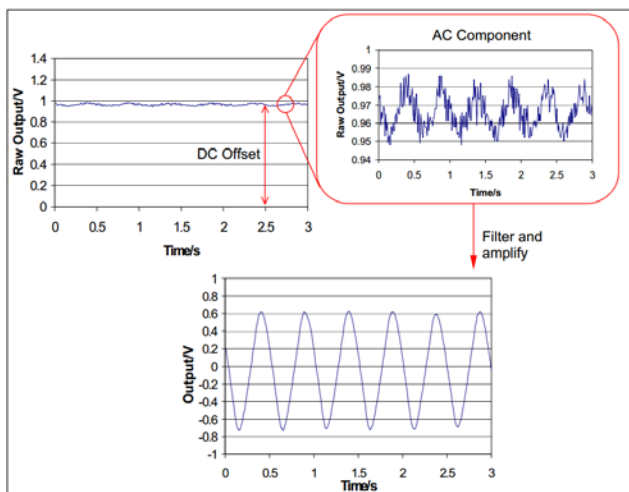 1.4
1.2
1
0.8
0.6
0.4
0.2
0
Raw Output/V
DC Offset
0 0.5 1 1.5 2 2.5 3
Time/s
AC Component
1
0.99
0.98
0.97
0.96
0.95
0.94
Raw Output/V
0 0.5 1 1.5 2 2.5 3
Time/s
Filter and
amplify
1
0.8
0.6
0.4
0.2
0
-0.2
-0.4
-0.6
-0.8
-1
Output/V
0 0.5 1 1.5 2 2.5 3
Time/s